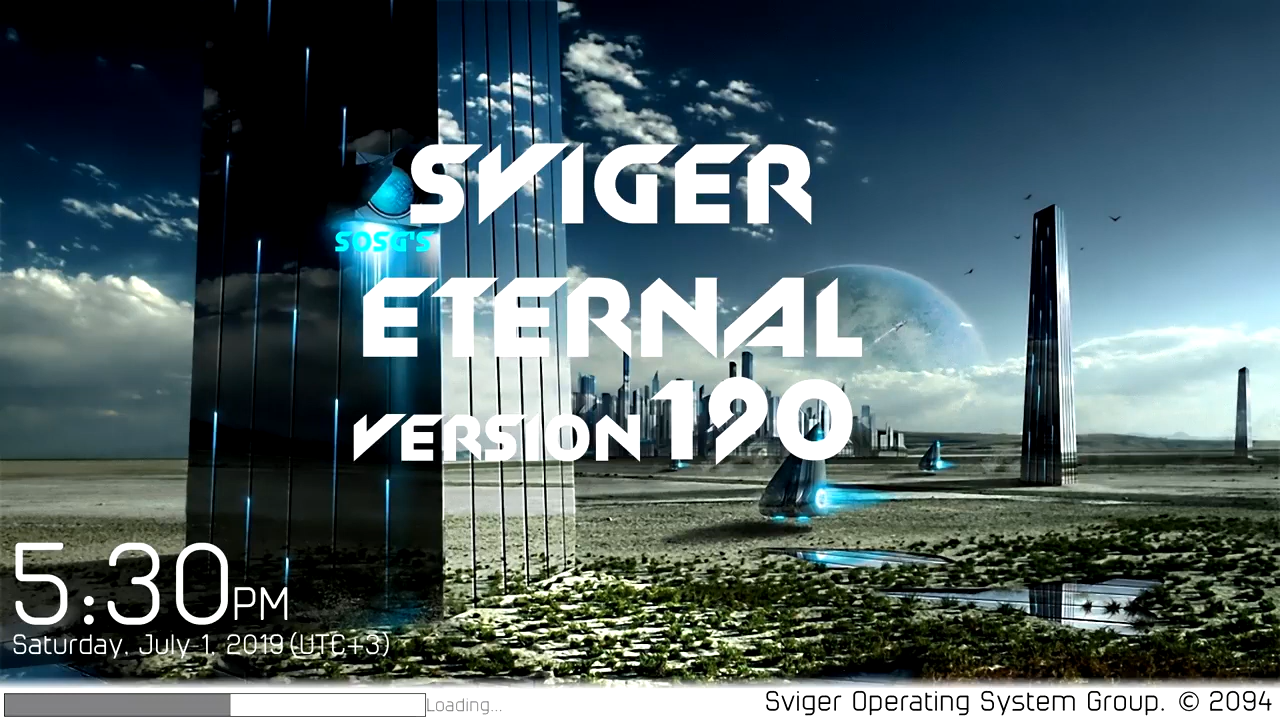 SVIGER
SOSG'S
ETERNAL
VERSION 190
5:30PM
Saturday, July 1, 2019 (UTC+3)
Loading...
Sviger Operating System Group. © 2094